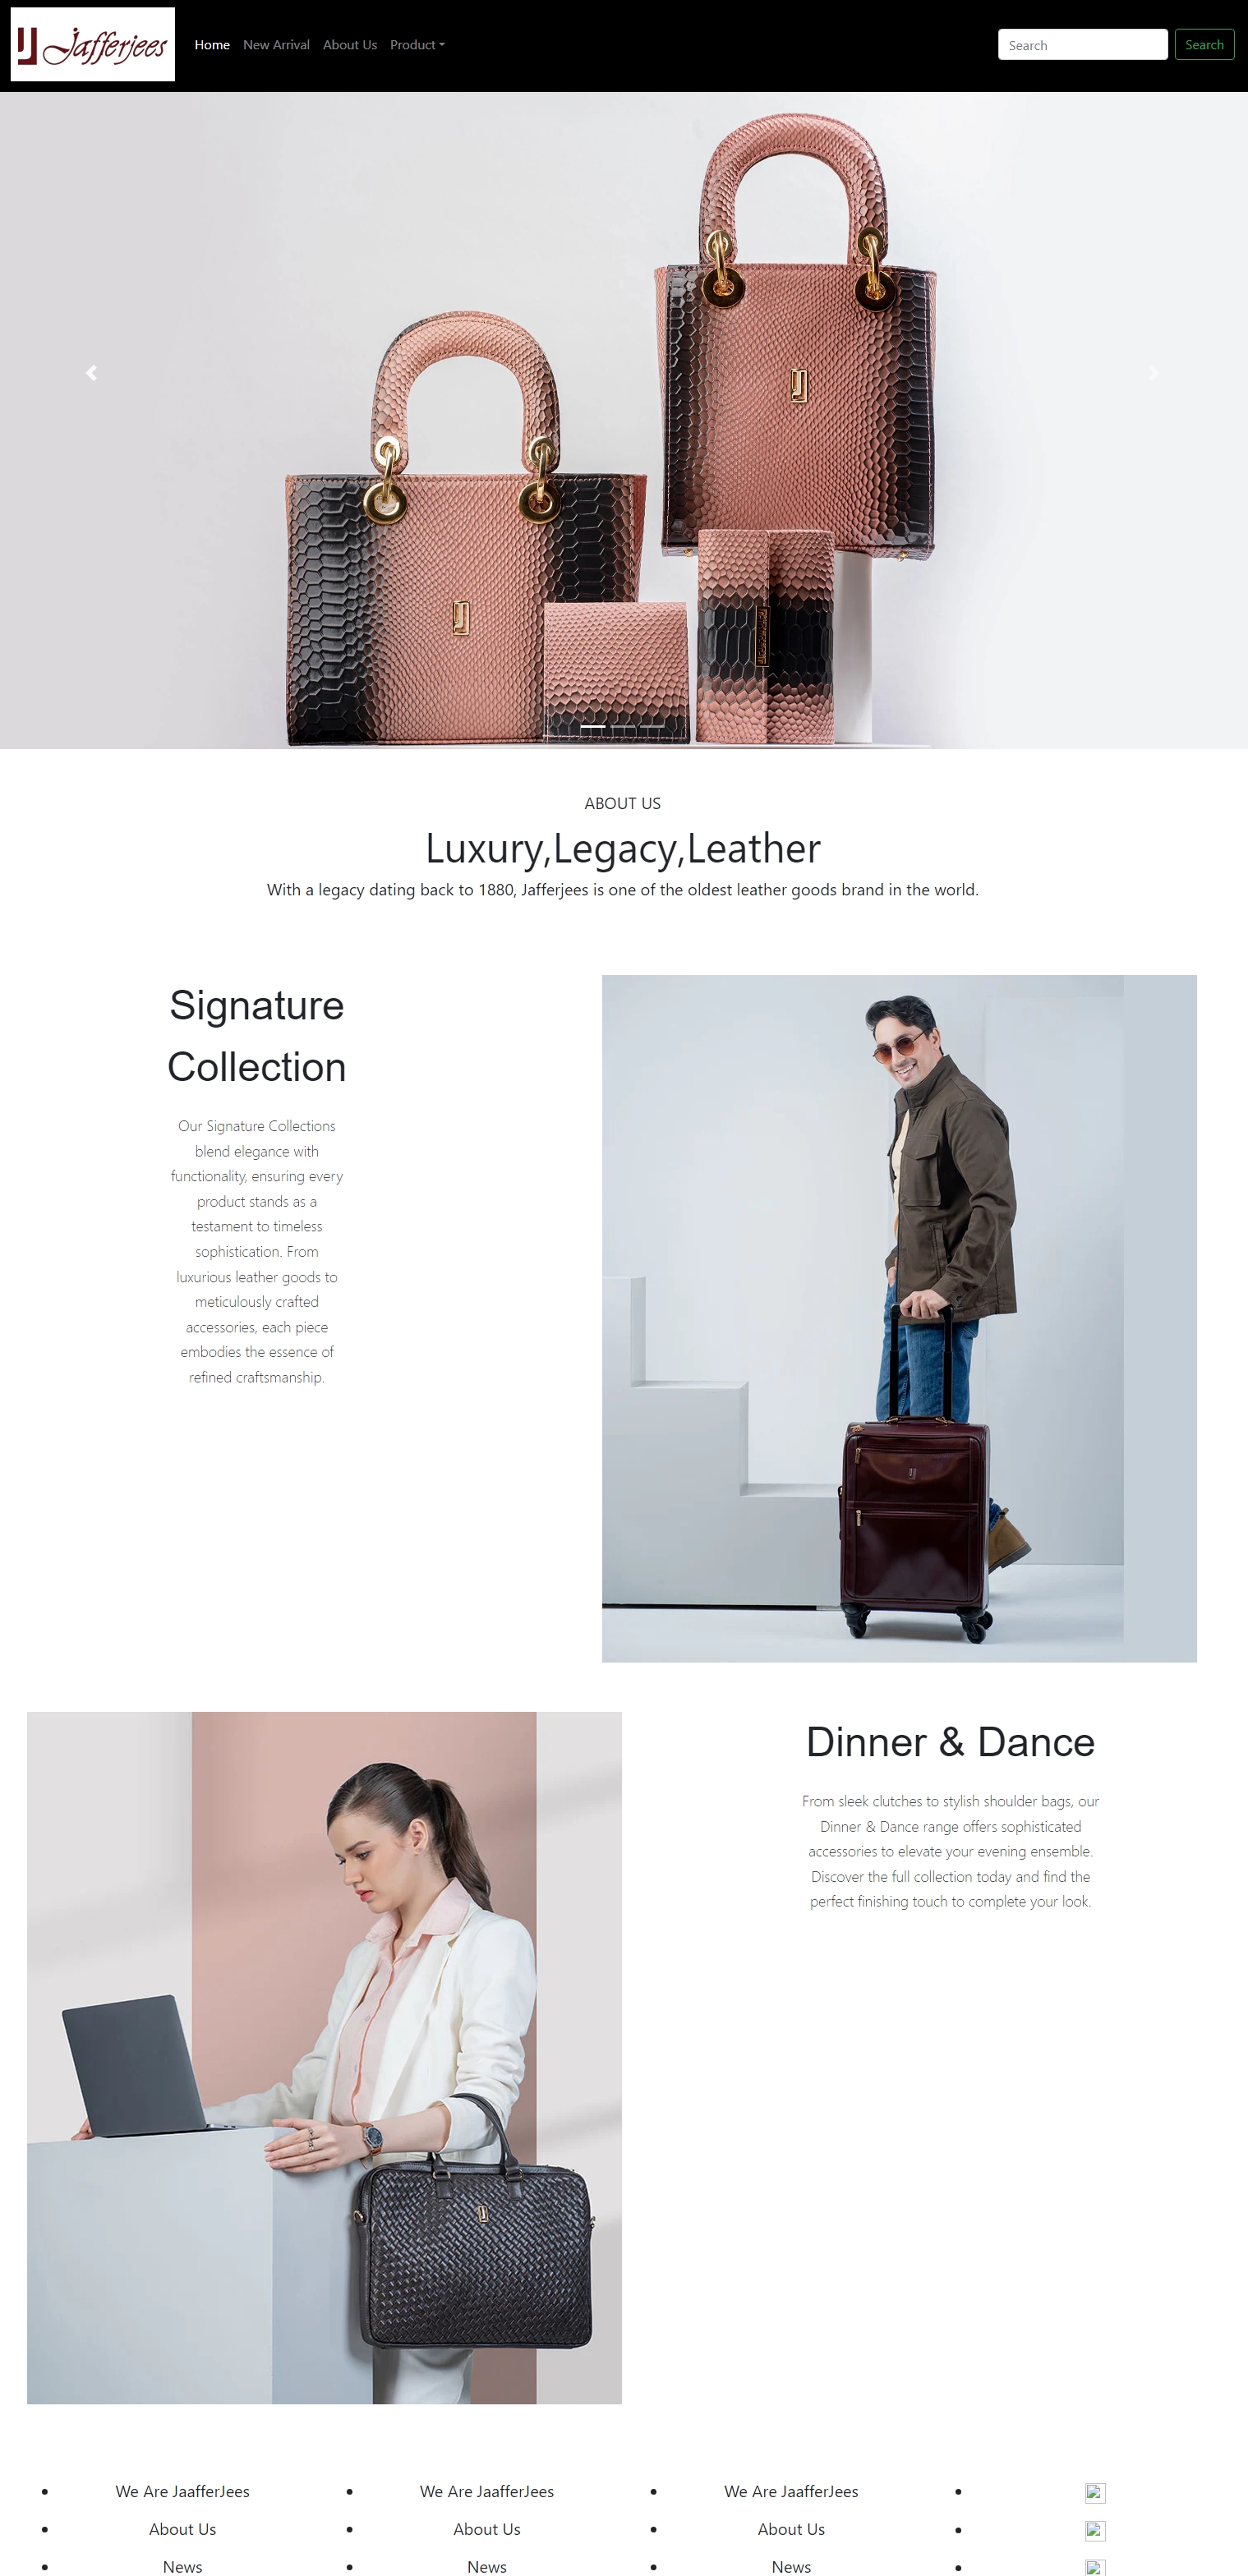 Jafferjees
Home New Arrival About Us Product
Search Search
ABOUT US
Luxury,Legacy,Leather
With a legacy dating back to 1880, Jafferjees is one of the oldest leather goods brand in the world.
Signature
Collection
Our Signature Collections
blend elegance with
functionality, ensuring every
product stands as a
testament to timeless
sophistication. From
luxurious leather goods to
meticulously crafted
accessories, each piece
embodies the essence of
refined craftsmanship.
Dinner & Dance
From sleek clutches to stylish shoulder bags, our
Dinner & Dance range offers sophisticated
accessories to elevate your evening ensemble.
Discover the full collection today and find the
perfect finishing touch to complete your look.
We Are JaafferJees We Are JaafferJees We Are JaafferJees
About Us About Us About Us
News News News